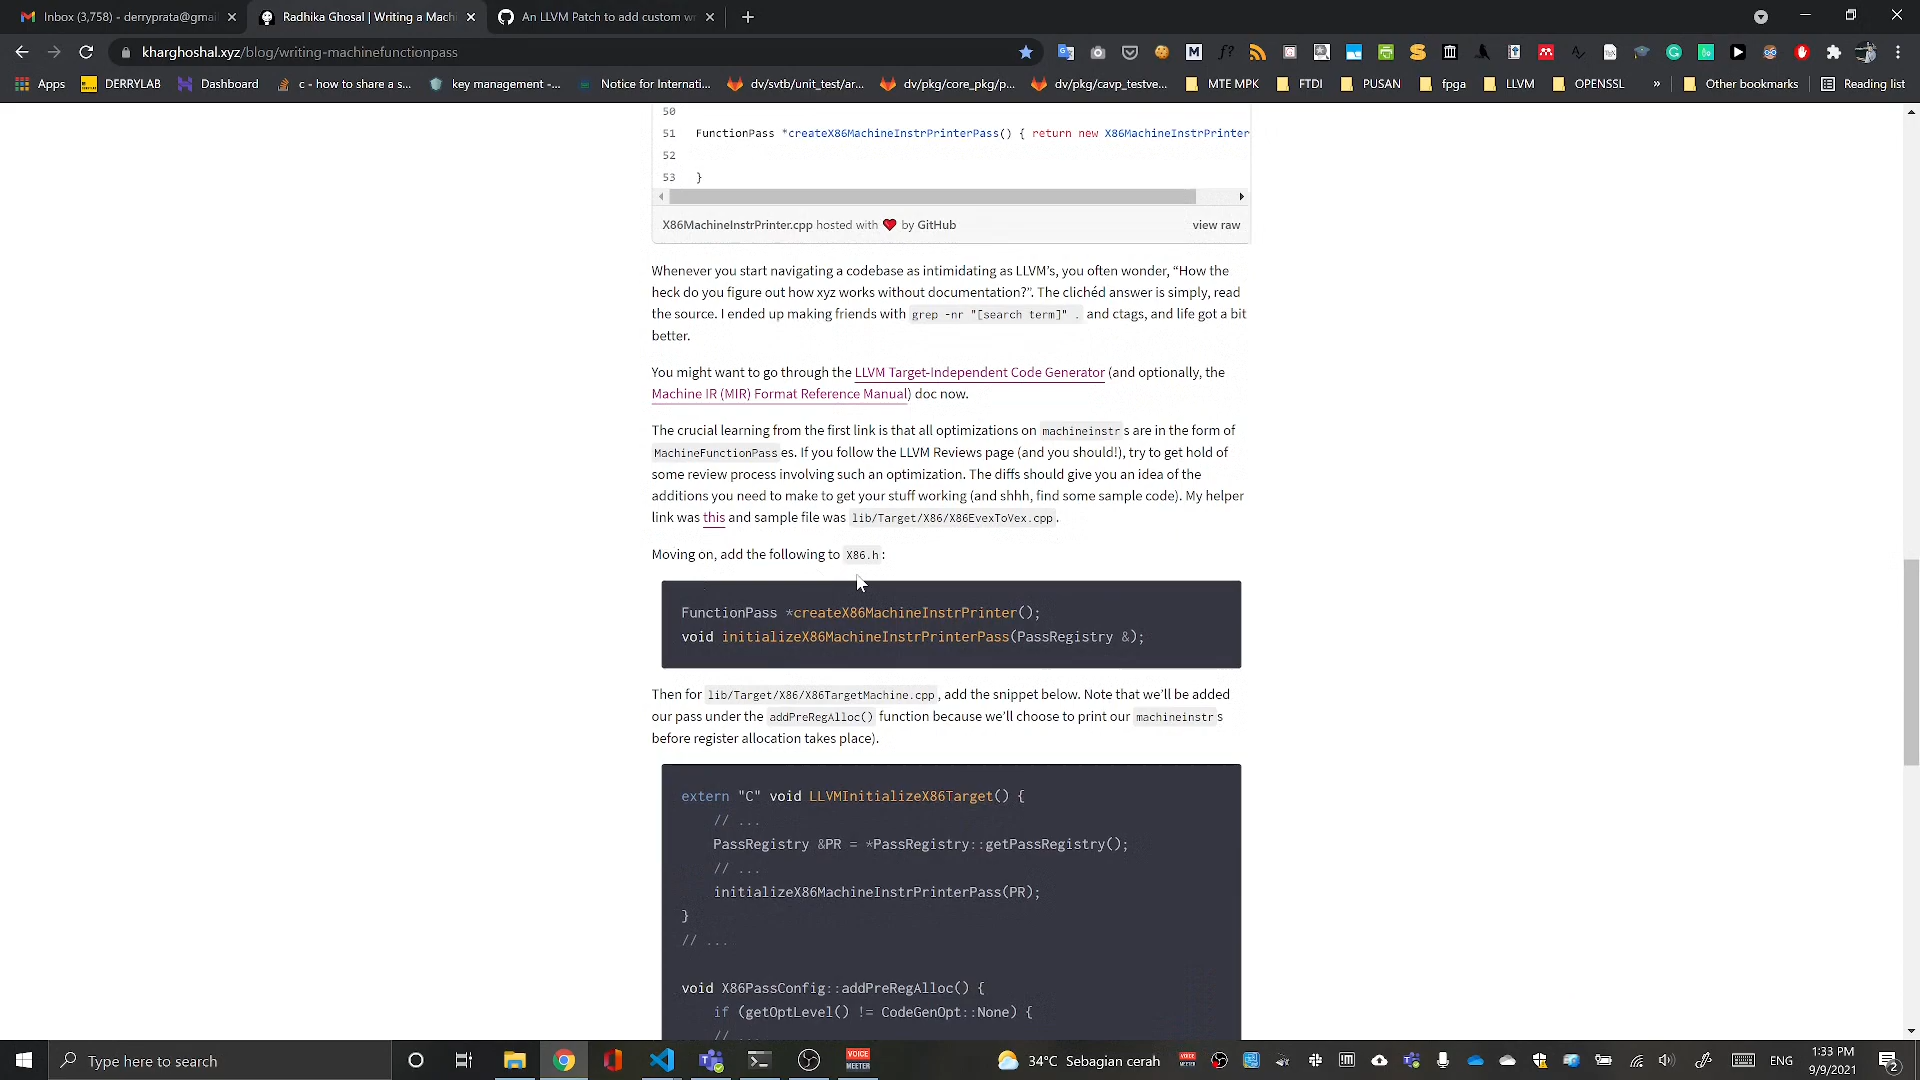 Inbox (3,758) - derryprata@gmai
Radhika Ghosal | Writing a Machi
An LLVM Patch to add custom wr
kharghoshal.xyz/blog/writing-machinefunctionpass
Apps
DERRYLAB
Dashboard
c - how to share a s...
key management -...
Notice for Internati...
dv/svtb/unit_test/ar...
dv/pkg/core_pkg/p...
dv/pkg/cavp_testve...
MTE MPK
FTDI
PUSAN
fpga
LLVM
OPENSSL
»
Other bookmarks
Reading list
50
51 FunctionPass *createX86MachineInstrPrinterPass() { return new X86MachineInstrPrinter
52
53 }
X86MachineInstrPrinter.cpp hosted with ❤ by GitHub
view raw
Whenever you start navigating a codebase as intimidating as LLVM's, you often wonder, “How the
heck do you figure out how xyz works without documentation?”. The clichéd answer is simply, read
the source. I ended up making friends with grep -nr "[search term]" . and ctags, and life got a bit
better.
You might want to go through the LLVM Target-Independent Code Generator (and optionally, the
Machine IR (MIR) Format Reference Manual) doc now.
The crucial learning from the first link is that all optimizations on machineinstr s are in the form of
MachineFunctionPass es. If you follow the LLVM Reviews page (and you should!), try to get hold of
some review process involving such an optimization. The diffs should give you an idea of the
additions you need to make to get your stuff working (and shhh, find some sample code). My helper
link was this and sample file was lib/Target/X86/X86EvexToVex.cpp .
Moving on, add the following to X86.h :
FunctionPass *createX86MachineInstrPrinter();
void initializeX86MachineInstrPrinterPass(PassRegistry &);
Then for lib/Target/X86/X86TargetMachine.cpp , add the snippet below. Note that we'll be added
our pass under the addPreRegAlloc() function because we'll choose to print our machineinstr s
before register allocation takes place).
extern "C" void LLVMInitializeX86Target() {
// ...
PassRegistry &PR = *PassRegistry::getPassRegistry();
// ...
initializeX86MachineInstrPrinterPass(PR);
}
// ...
void X86PassConfig::addPreRegAlloc() {
if (getOptLevel() != CodeGenOpt::None) {
//
Type here to search
VOICE MEETER
34°C Sebagian cerah
ENG
1:33 PM
9/9/2021
2